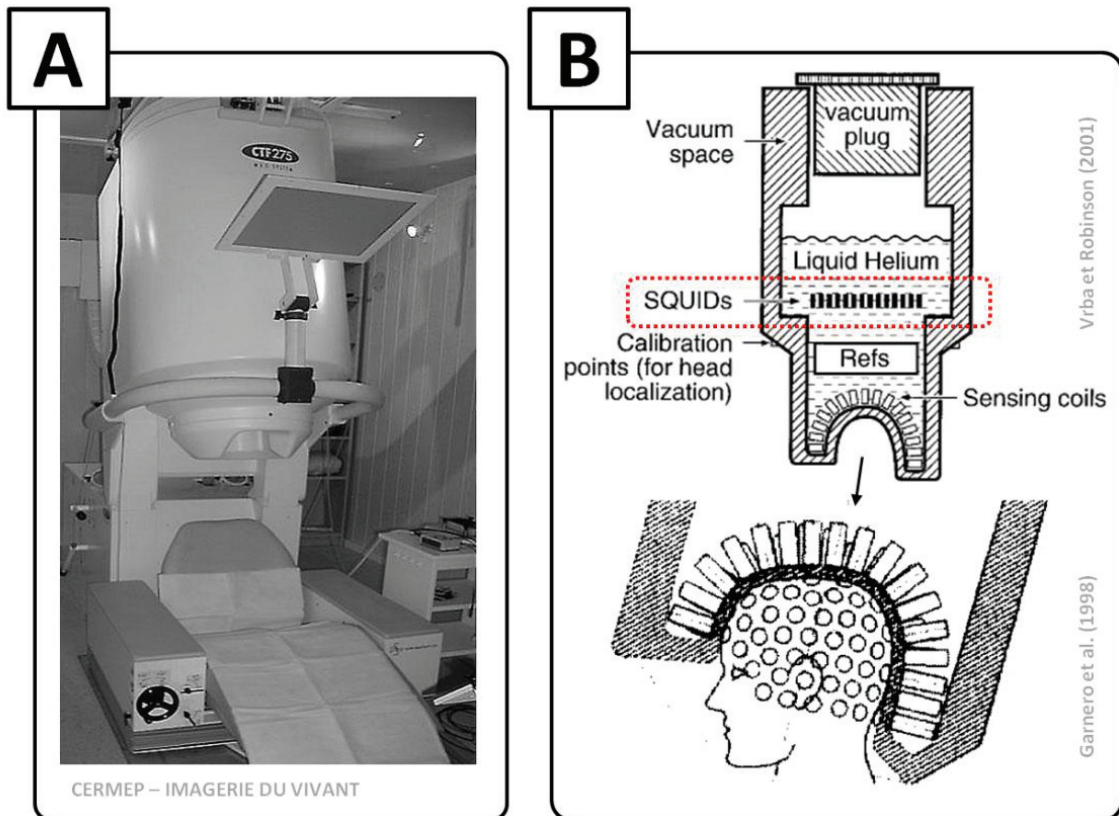 A
CTF275
M.E.G SYSTEM
CERMEP – IMAGERIE DU VIVANT
B
vacuum
plug
Vacuum
space
Liquid Helium
SQUIDs
Calibration
points (for head
localization)
Refs
Sensing coils
Vrba et Robinson (2001)
Garnero et al. (1998)